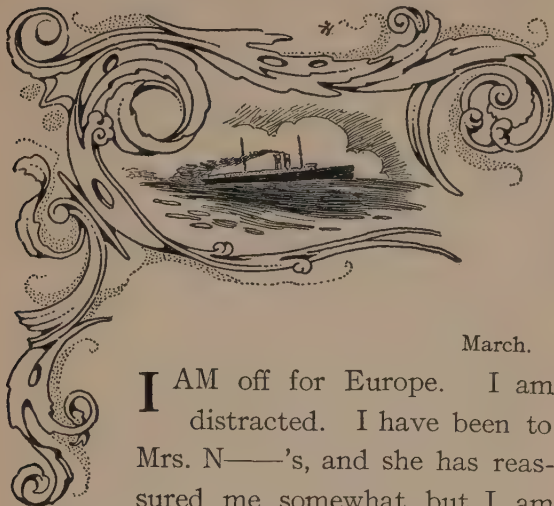 March.
I AM off for Europe. I am
distracted. I have been to
Mrs. N——'s, and she has reas-
sured me somewhat but I am